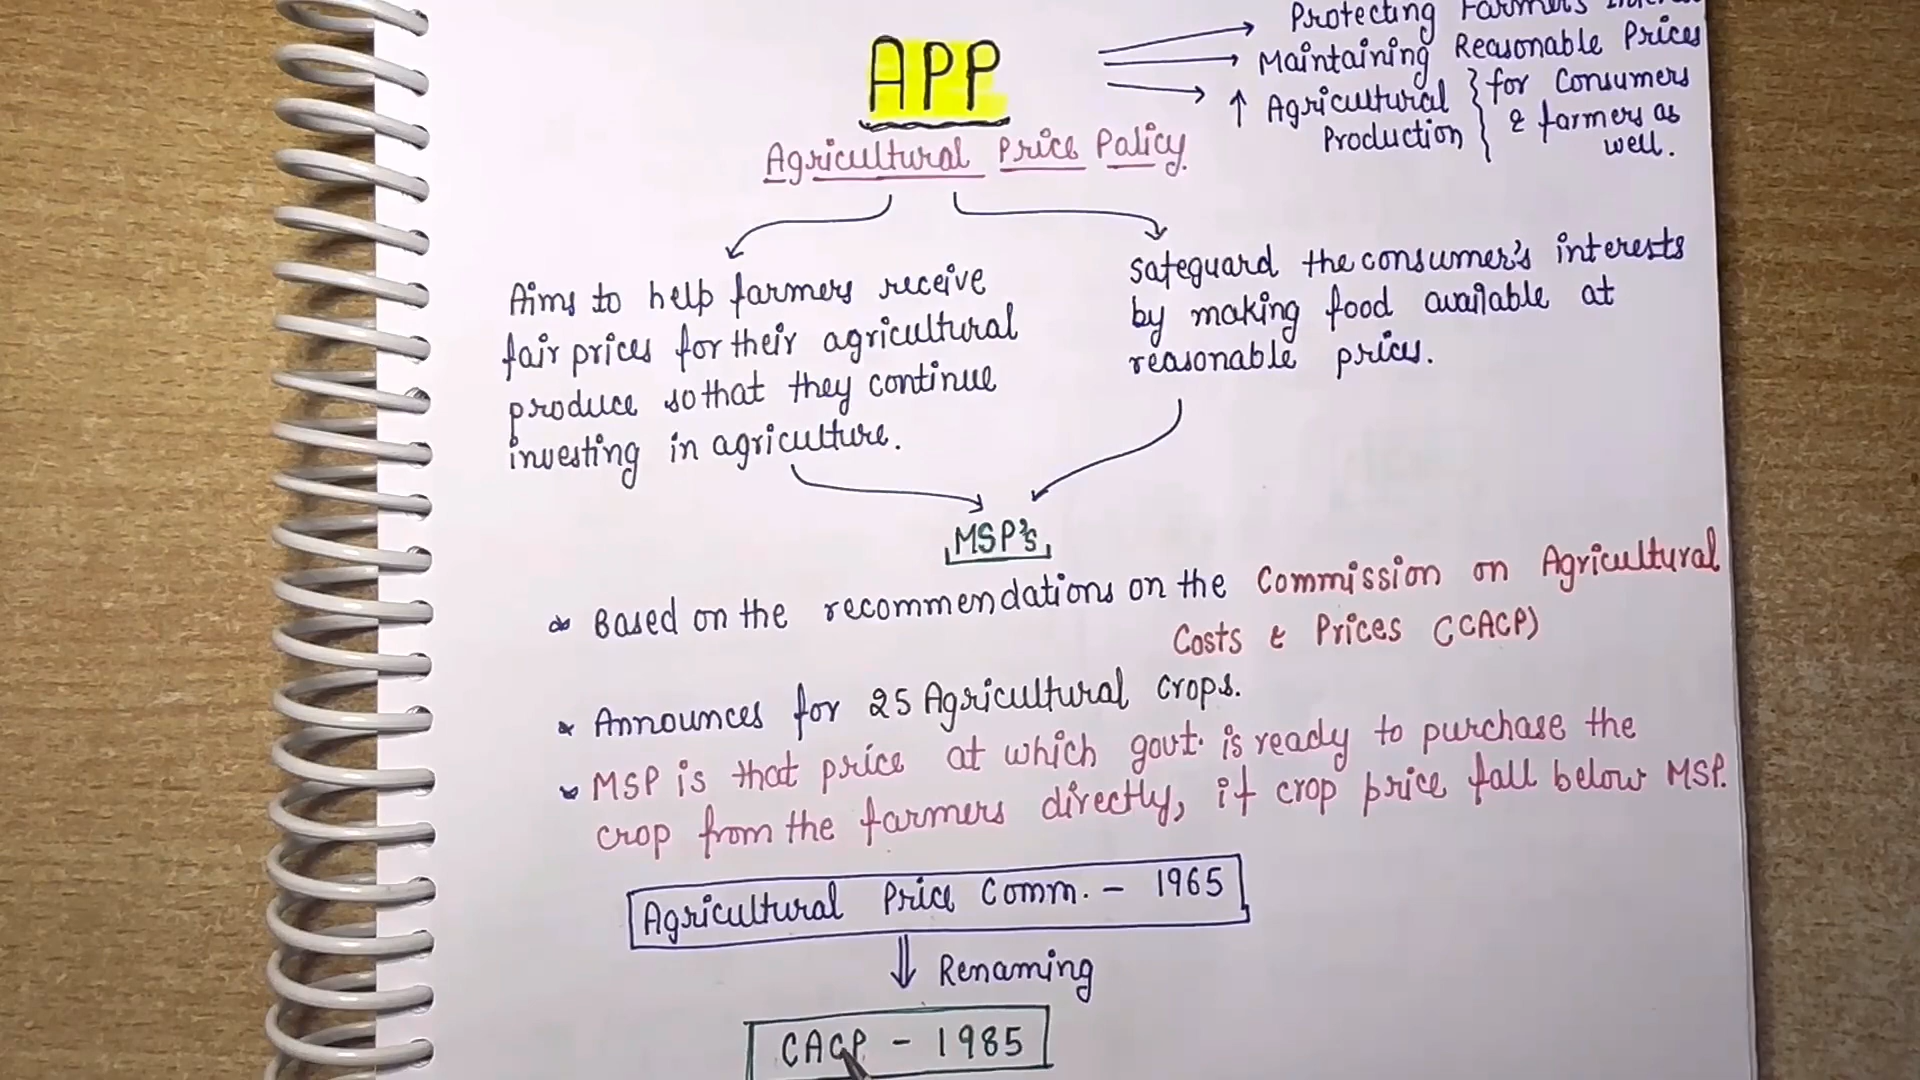 Protecting Farmers
APP
Maintaining Reasonable Prices
↑ Agricultural } for Consumers
Production & farmers as
well.
Agricultural Price Policy.
Aims to help farmers receive
fair prices for their agricultural
produce so that they continue
investing in agriculture.
safeguard the consumer's interests
by making food available at
reasonable prices.
MSP's
* Based on the recommendations on the Commission on Agricultural
Costs & Prices (CACP)
* Announces for 25 Agricultural crops.
* MSP is that price at which govt. is ready to purchase the
crop from the farmers directly, if crop price fall below MSP.
Agricultural Price Comm. - 1965
Renaming
CACP - 1985